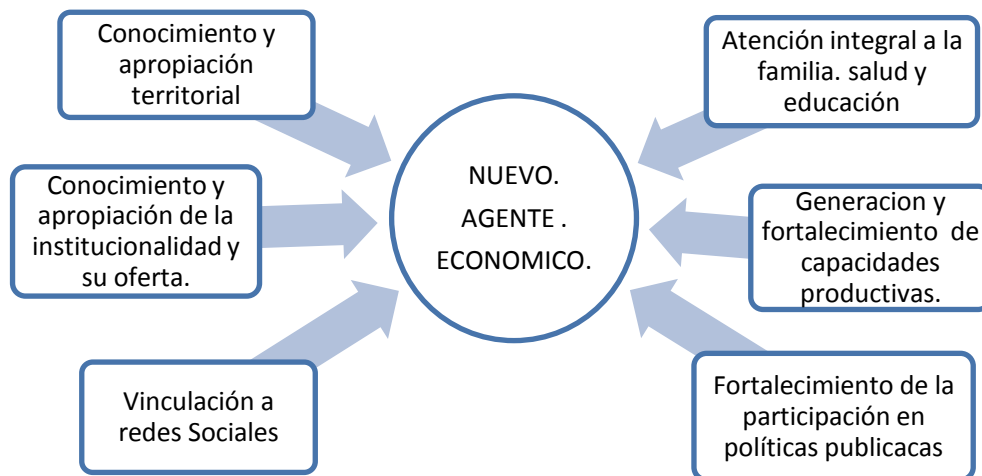 Conocimiento y
apropiación
territorial
Conocimiento y
apropiación de la
institucionalidad y
su oferta.
Vinculación a
redes Sociales
NUEVO.
AGENTE .
ECONOMICO.
Atención integral a la
familia. salud y
educación
Generacion y
fortalecimiento de
capacidades
productivas.
Fortalecimiento de la
participación en
políticas publicacas